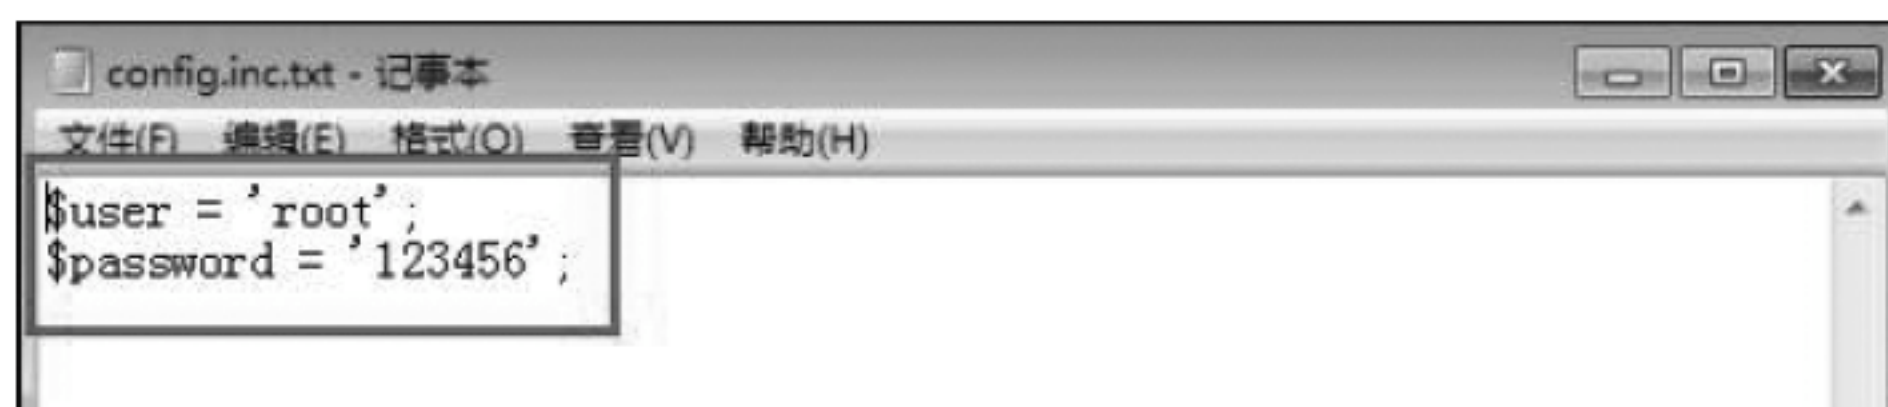 config.inc.txt - 记事本
文件(F) 编辑(E) 格式(O) 查看(V) 帮助(H)
$user = 'root';
$password = '123456';